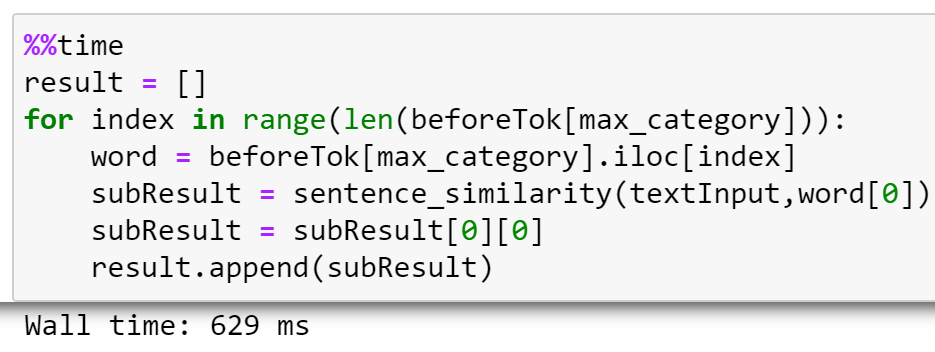 %%time
result = []
for index in range(len(beforeTok[max_category])):
    word = beforeTok[max_category].iloc[index]
    subResult = sentence_similarity(textInput,word[0])
    subResult = subResult[0][0]
    result.append(subResult)
Wall time: 629 ms